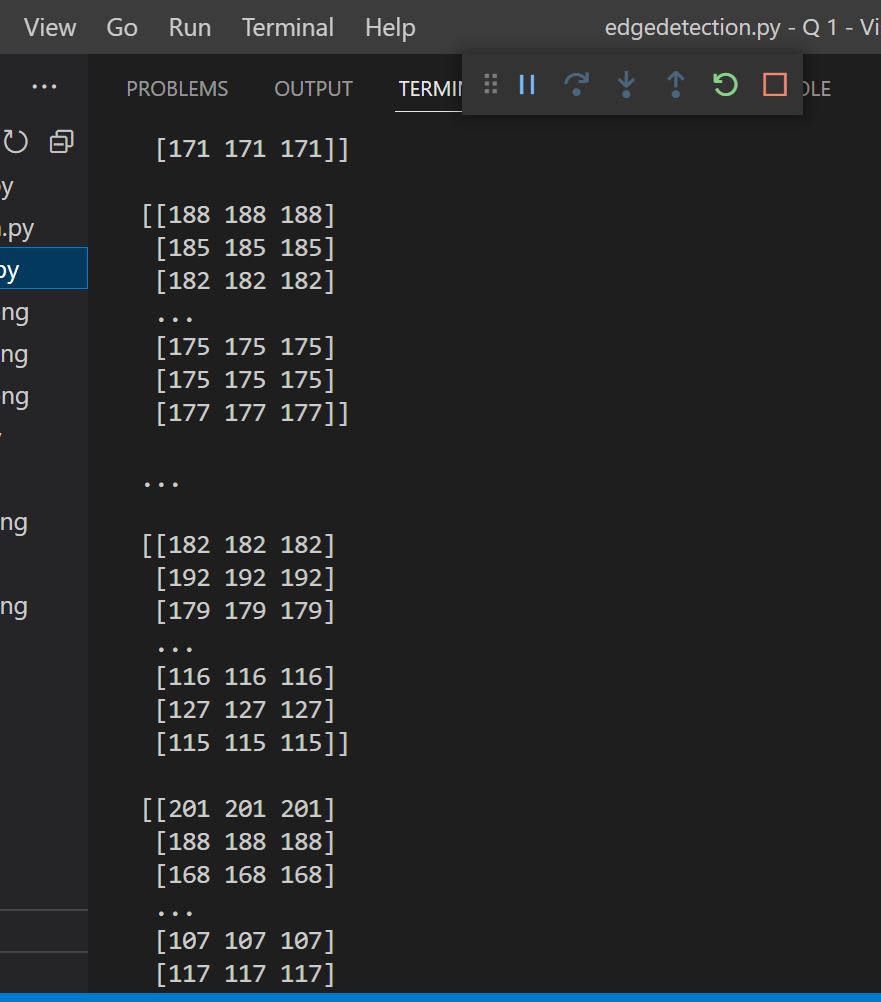 View Go Run Terminal Help edgedetection.py - Q 1 - Vi
PROBLEMS OUTPUT TERMI OLE
y
.py
py
ng
ng
ng
ng
ng
[171 171 171]]
[[188 188 188]
[185 185 185]
[182 182 182]
...
[175 175 175]
[175 175 175]
[177 177 177]]
...
[[182 182 182]
[192 192 192]
[179 179 179]
...
[116 116 116]
[127 127 127]
[115 115 115]]
[[201 201 201]
[188 188 188]
[168 168 168]
...
[107 107 107]
[117 117 117]